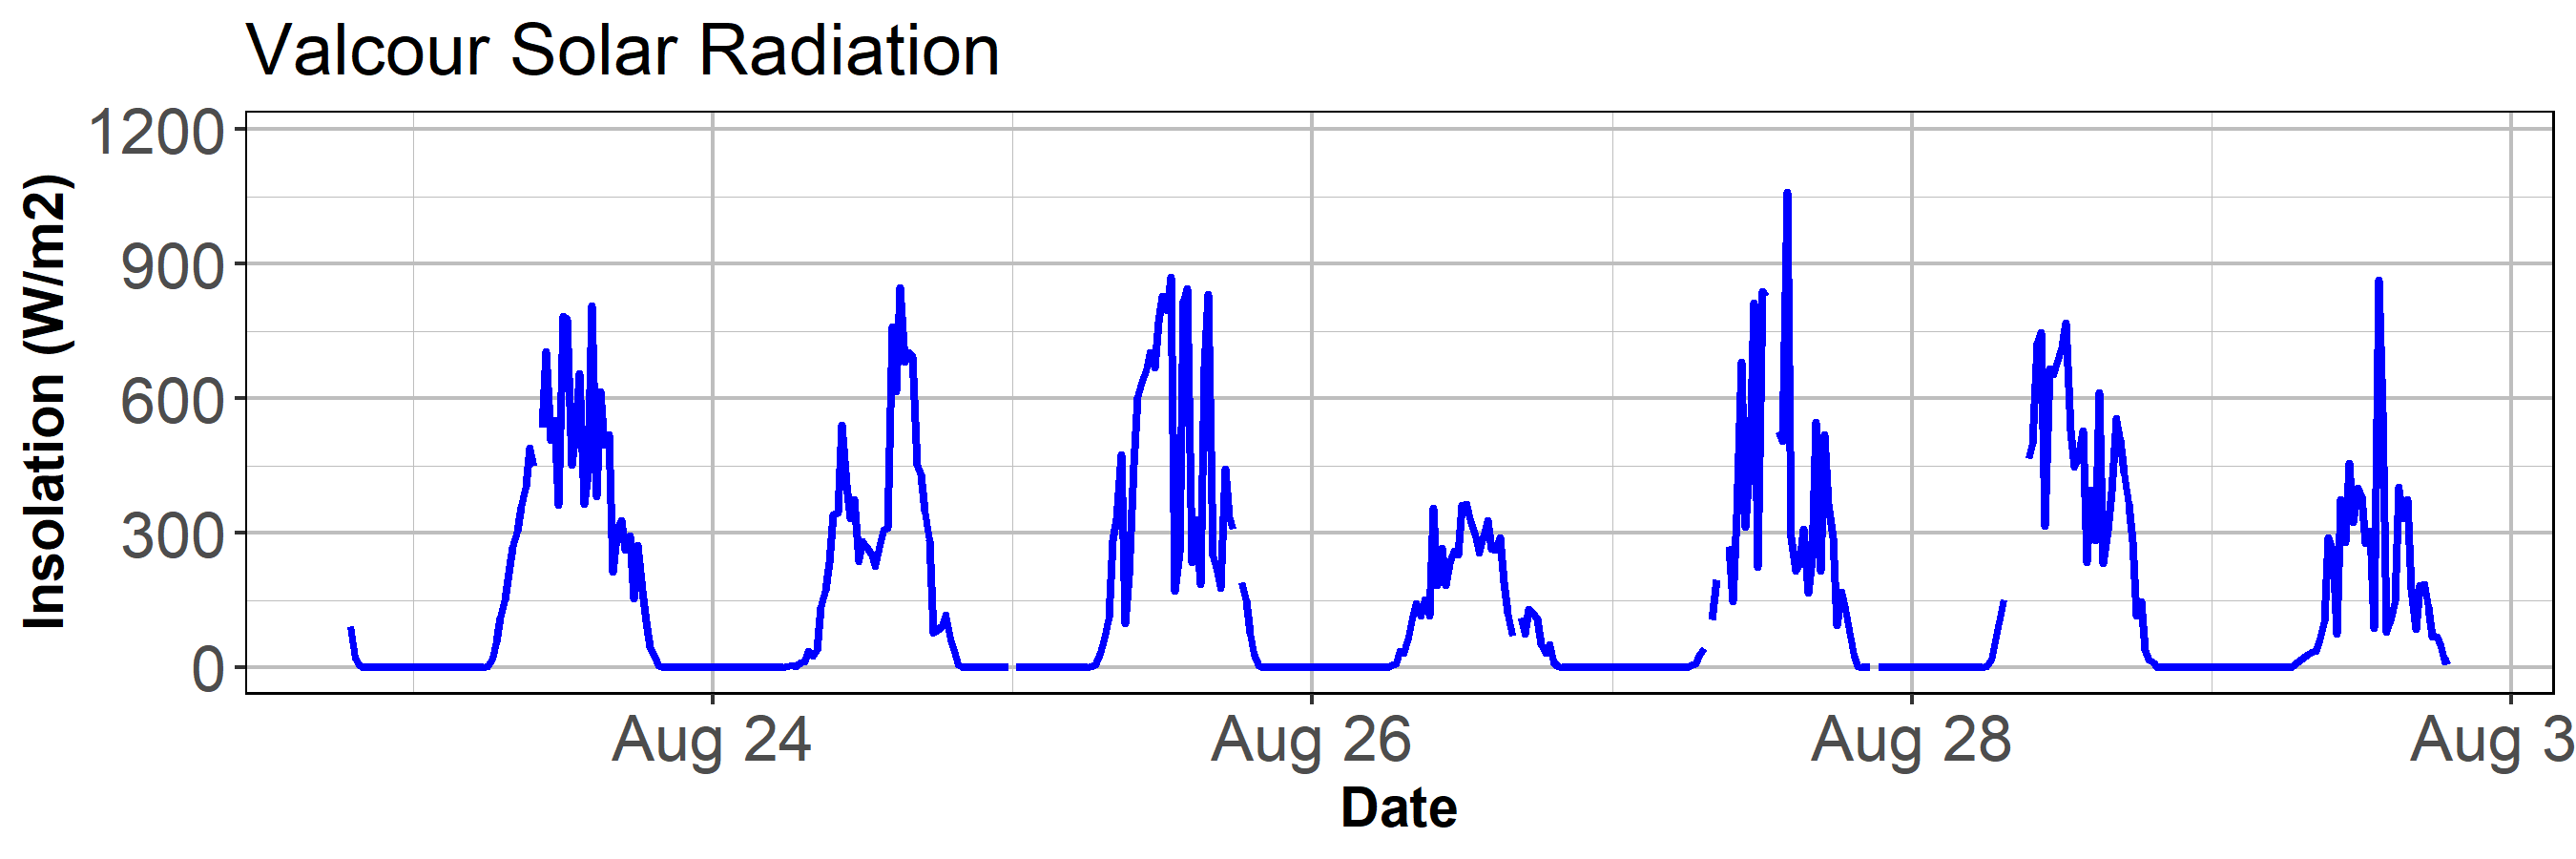 Valcour Solar Radiation
Insolation (W/m2)
1200
900
600
300
0
Aug 24
Aug 26
Aug 28
Aug 3
Date